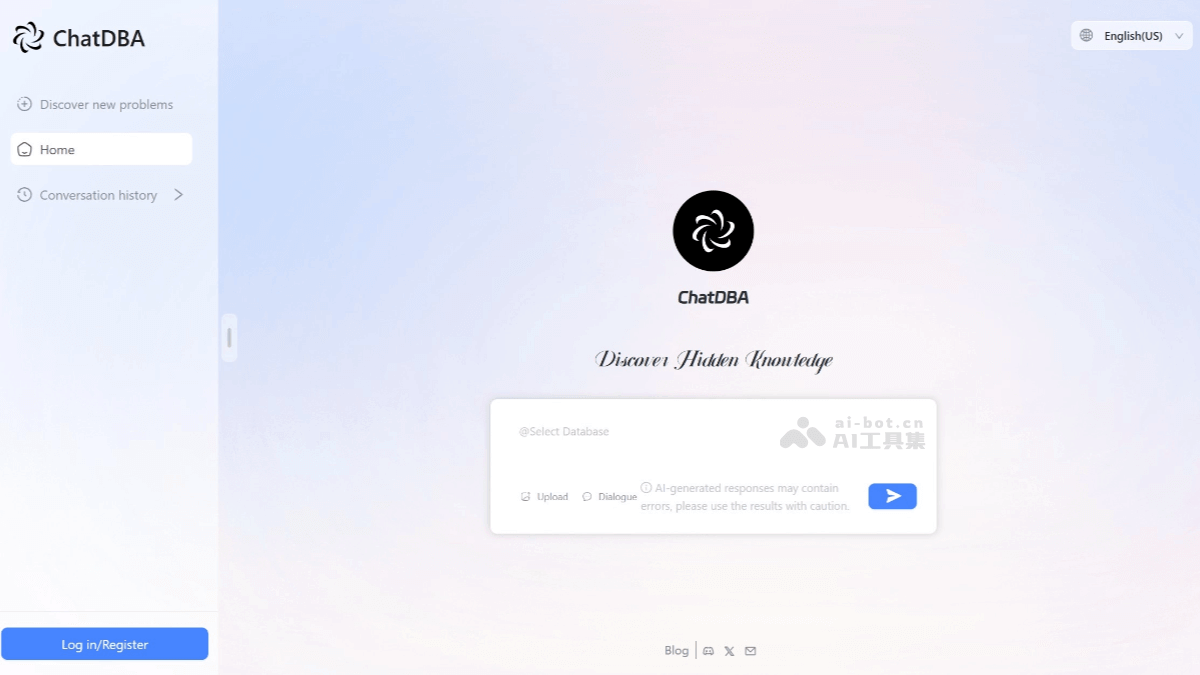 ChatDBA
Discover new problems
Home
Conversation history
Log in/Register
English(US)
ChatDBA
Discover Hidden Knowledge
@Select Database
ai-bot.cn
AI工具集
Upload
Dialogue
AI-generated responses may contain
errors, please use the results with caution.
Blog